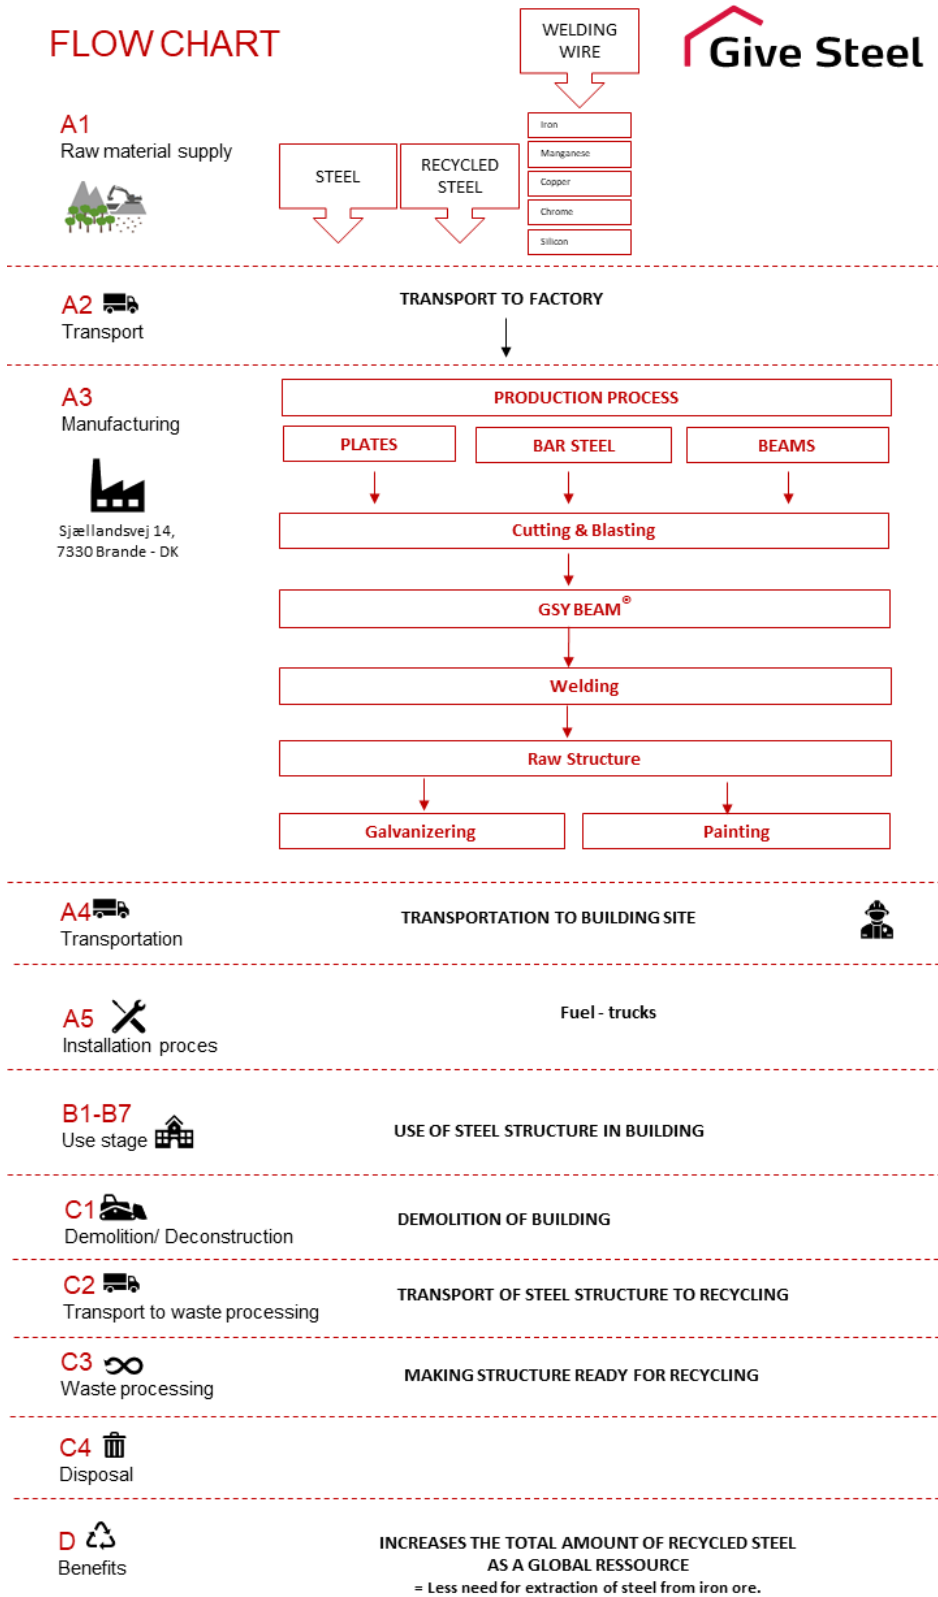 FLOW CHART
WELDING
WIRE
Give Steel
A1
Raw material supply
STEEL
RECYCLED
STEEL
Iron
Manganese
Copper
Chrome
Silicon
A2
Transport
TRANSPORT TO FACTORY
A3
Manufacturing
Sjællandsvej 14,
7330 Brande - DK
PRODUCTION PROCESS
PLATES
BAR STEEL
BEAMS
Cutting & Blasting
GSY BEAM®
Welding
Raw Structure
Galvanizering
Painting
A4
Transportation
TRANSPORTATION TO BUILDING SITE
A5
Installation proces
Fuel - trucks
B1-B7
Use stage
USE OF STEEL STRUCTURE IN BUILDING
C1
Demolition/ Deconstruction
DEMOLITION OF BUILDING
C2
Transport to waste processing
TRANSPORT OF STEEL STRUCTURE TO RECYCLING
C3
Waste processing
MAKING STRUCTURE READY FOR RECYCLING
C4
Disposal
D
Benefits
INCREASES THE TOTAL AMOUNT OF RECYCLED STEEL
AS A GLOBAL RESSOURCE
= Less need for extraction of steel from iron ore.